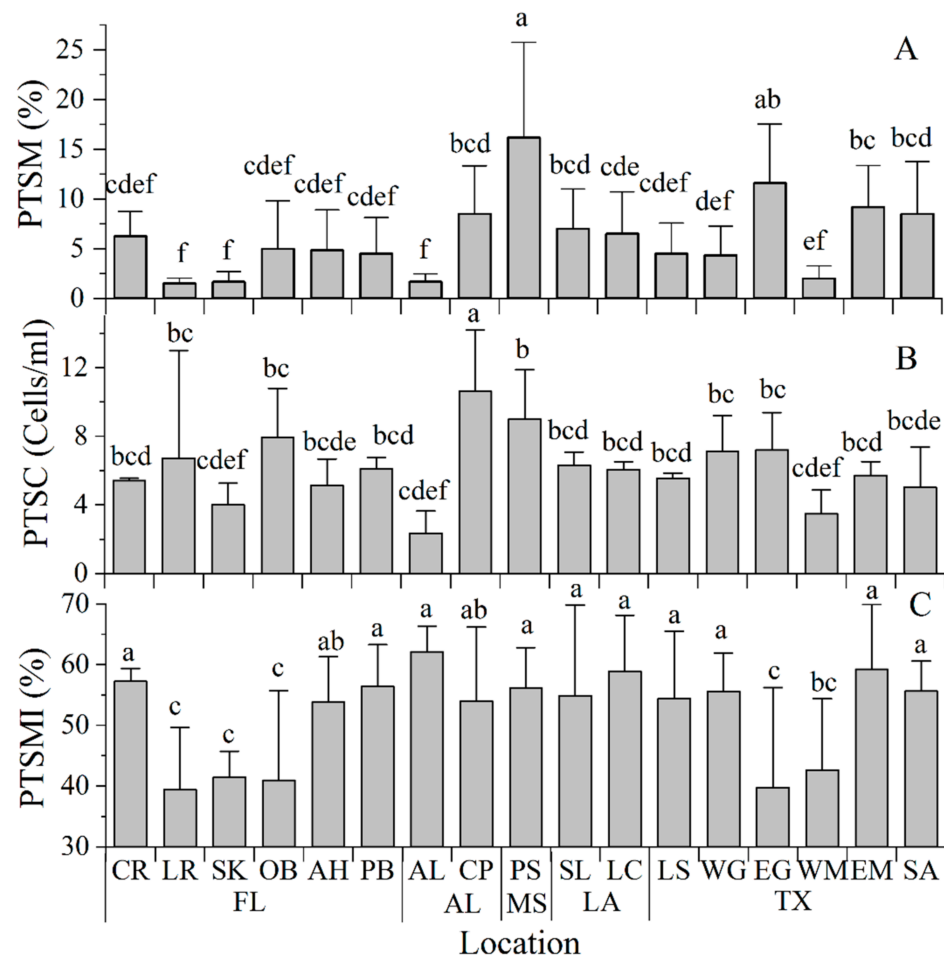 A
PTSM (%)
25
20
15
10
5
0
cdef
f
f
cdef
cdef
cdef
f
bcd
a
bcd
cde
cdef
def
ab
ef
bc
bcd
B
PTSC (Cells/ml)
12
8
4
0
bcd
bc
cdef
bc
bcde
bcd
cdef
a
b
bcd
bcd
bcd
bc
bc
cdef
bcd
bcde
C
PTSMI (%)
70
60
50
40
30
a
c
c
c
ab
a
a
ab
a
a
a
a
a
c
bc
a
a
CR LR SK OB AH PB AL CP PS SL LC LS WG EG WM EM SA
FL AL MS LA TX
Location